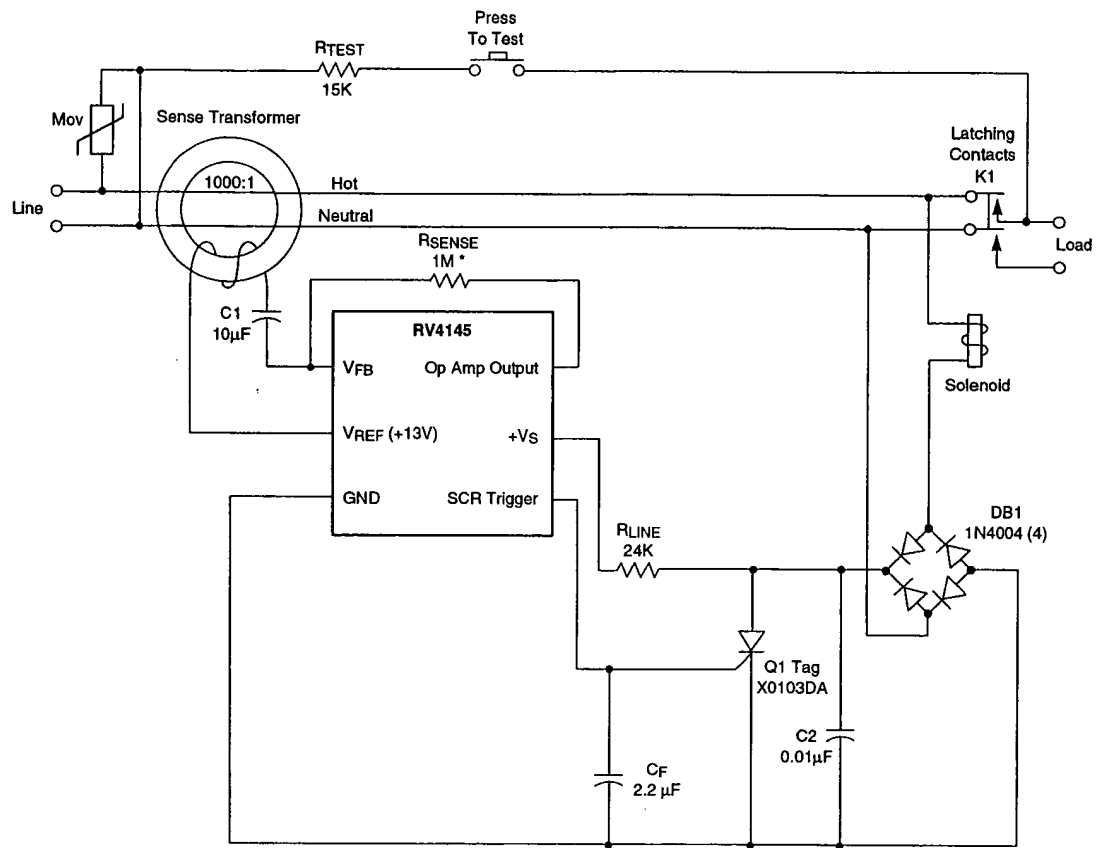 Press
To Test
RTEST
15K
Mov
Sense Transformer
Latching
Contacts
K1
1000:1
Hot
Line
Neutral
Load
RSENSE
1M *
C1
10µF
RV4145
VFB
Op Amp Output
Solenoid
VREF (+13V)
+VS
GND
SCR Trigger
DB1
1N4004 (4)
RLINE
24K
Q1 Tag
X0103DA
C2
0.01µF
CF
2.2 µF